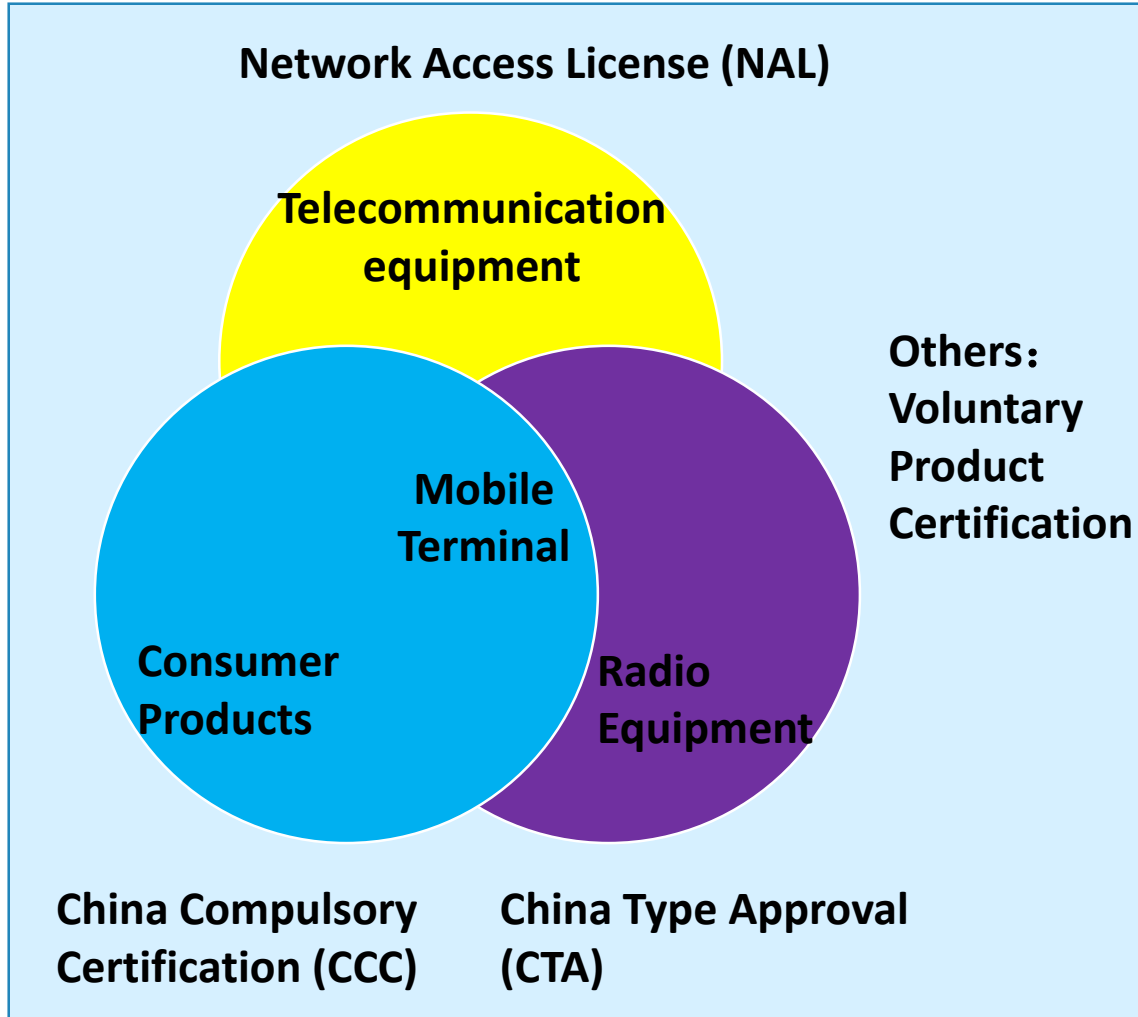 Network Access License (NAL)
Telecommunication
equipment
Others：
Voluntary
Product
Certification
Mobile
Terminal
Consumer
Products
Radio
Equipment
China Compulsory
Certification (CCC)
China Type Approval
(CTA)